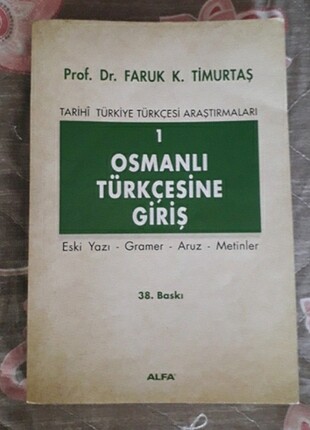 Prof. Dr. FARUK K. TİMURTAŞ
TARİHÎ TÜRKİYE TÜRKÇESİ ARAŞTIRMALARI
1
OSMANLI
TÜRKÇESİNE
GİRİŞ
Eski Yazı - Gramer - Aruz - Metinler
38. Baskı
ALFA